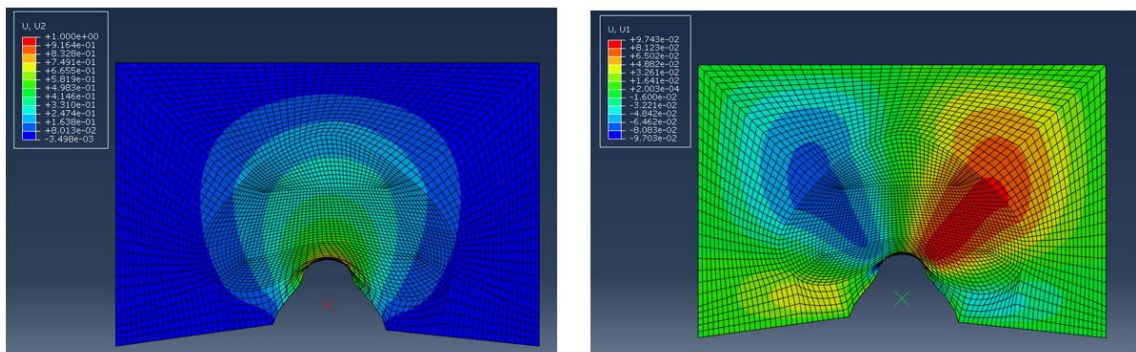 U, U2
+1.000e+00
+9.164e-01
+8.328e-01
+7.491e-01
+6.655e-01
+5.819e-01
+4.983e-01
+4.146e-01
+3.310e-01
+2.474e-01
+1.638e-01
+8.013e-02
-3.498e-03
U, U1
+9.743e-02
+8.123e-02
+6.502e-02
+4.882e-02
+3.261e-02
+1.641e-02
+2.003e-04
-1.600e-02
-3.221e-02
-4.842e-02
-6.462e-02
-8.083e-02
-9.703e-02